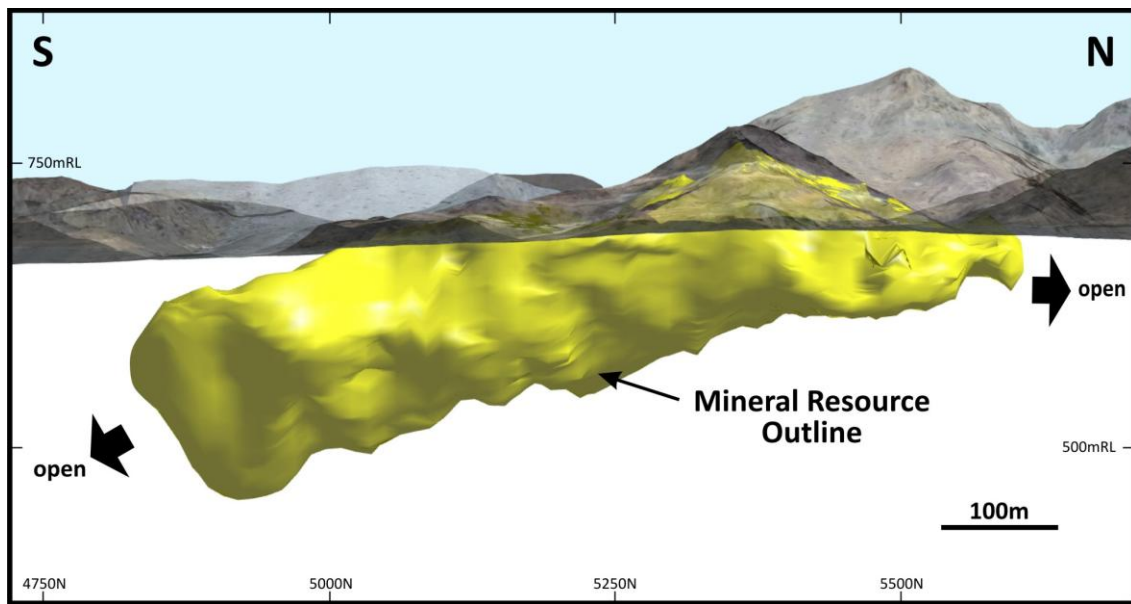 S
N
750mRL
open
Mineral Resource
Outline
open
500mRL
100m
4750N
5000N
5250N
5500N